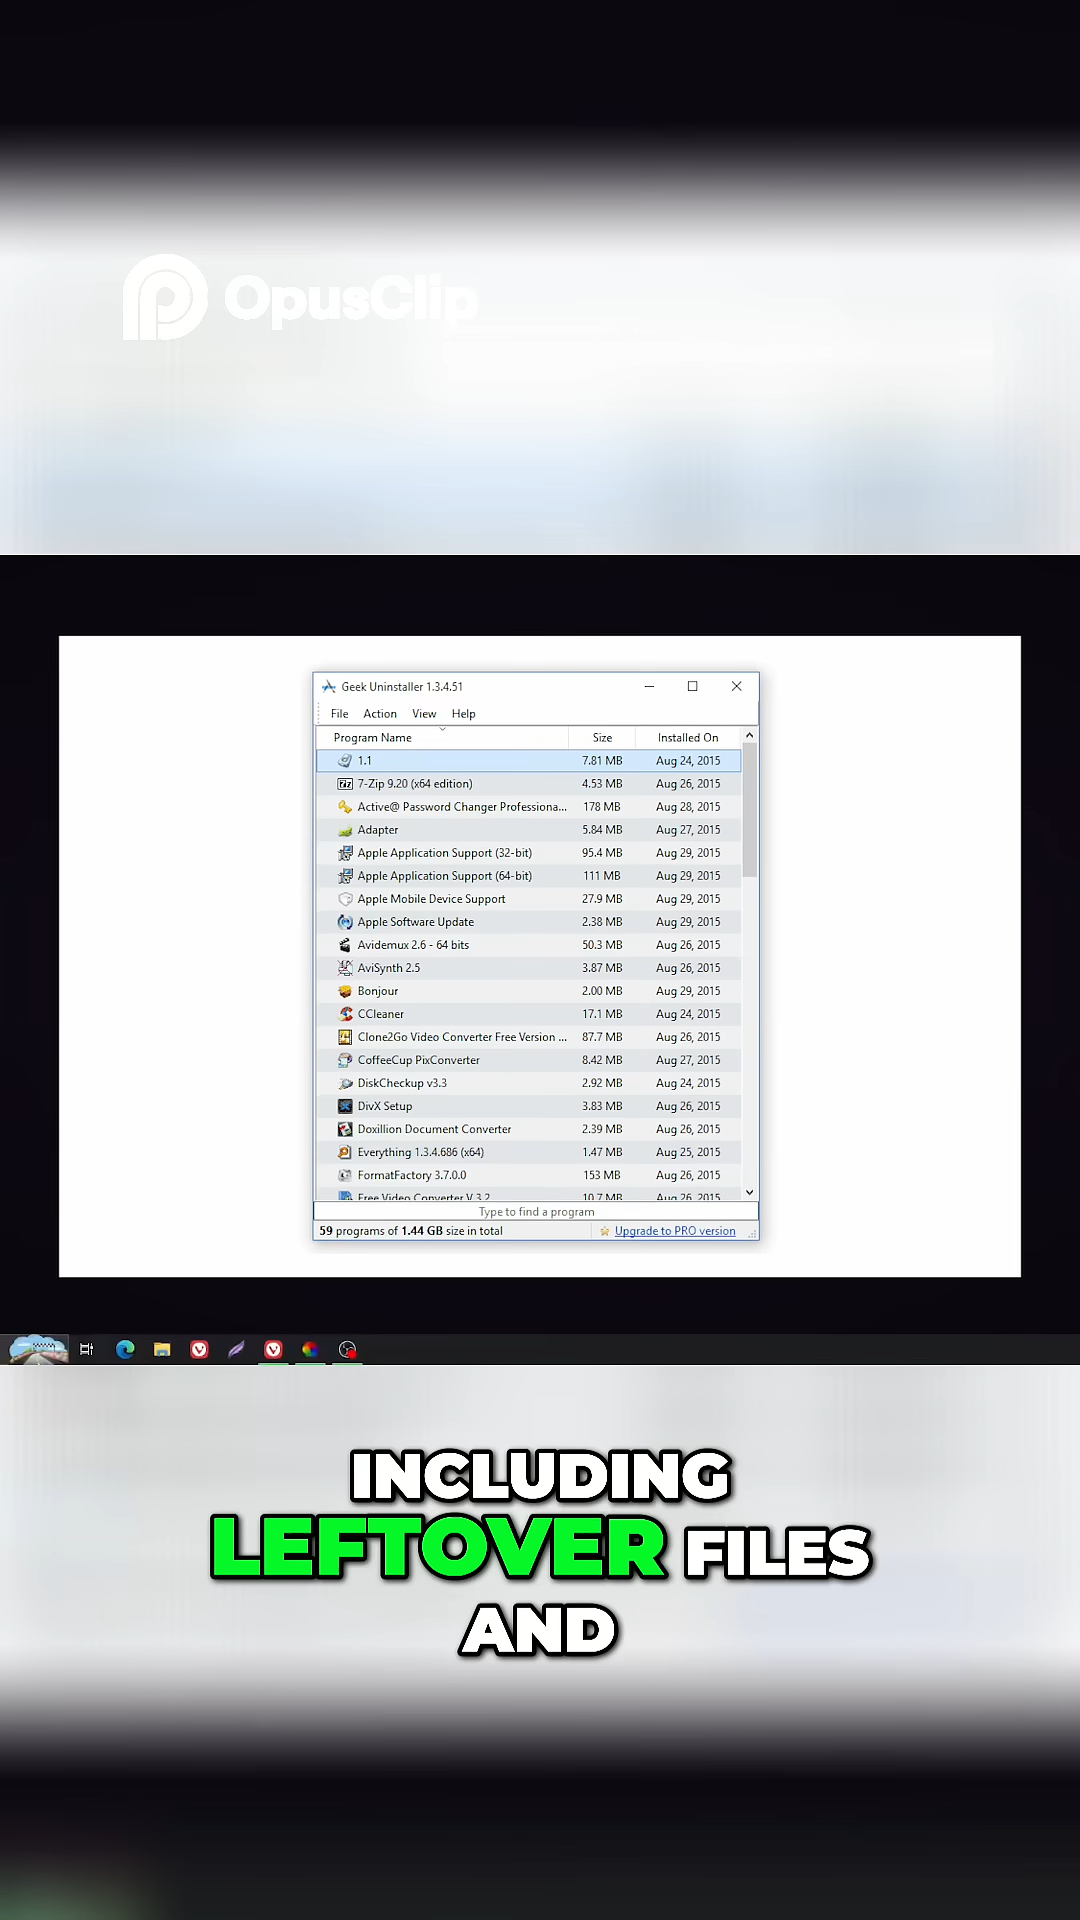 OpusClip
Geek Uninstaller 1.3.4.51
File Action View Help
Program Name Size Installed On
1.1 7.81 MB Aug 24, 2015
7-Zip 9.20 (x64 edition) 4.53 MB Aug 26, 2015
Active@ Password Changer Professiona... 178 MB Aug 28, 2015
Adapter 5.84 MB Aug 27, 2015
Apple Application Support (32-bit) 95.4 MB Aug 29, 2015
Apple Application Support (64-bit) 111 MB Aug 29, 2015
Apple Mobile Device Support 27.9 MB Aug 29, 2015
Apple Software Update 2.38 MB Aug 29, 2015
Avidemux 2.6 - 64 bits 50.3 MB Aug 26, 2015
AviSynth 2.5 3.87 MB Aug 26, 2015
Bonjour 2.00 MB Aug 29, 2015
CCleaner 17.1 MB Aug 24, 2015
Clone2Go Video Converter Free Version ... 87.7 MB Aug 26, 2015
CoffeeCup PixConverter 8.42 MB Aug 27, 2015
DiskCheckup v3.3 2.92 MB Aug 24, 2015
DivX Setup 3.83 MB Aug 26, 2015
Doxillion Document Converter 2.39 MB Aug 26, 2015
Everything 1.3.4.686 (x64) 1.47 MB Aug 25, 2015
FormatFactory 3.7.0.0 153 MB Aug 26, 2015
Free Video Converter V 3.2 10.7 MB Aug 26, 2015
Type to find a program
59 programs of 1.44 GB size in total Upgrade to PRO version
INCLUDING
LEFTOVER FILES
AND